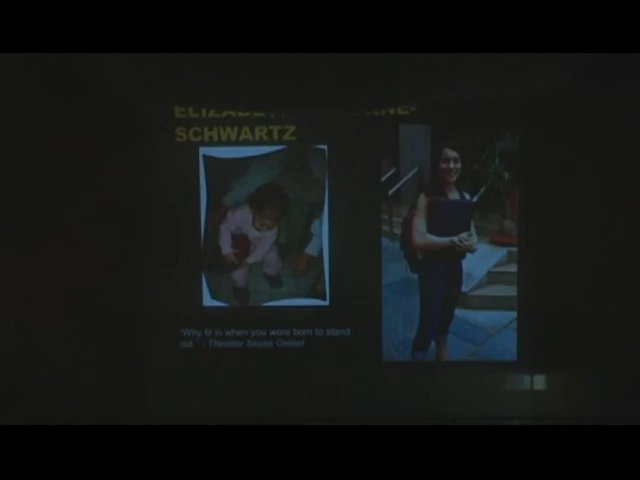 SCHWARTZ
"Why fit in when you were born to stand
out." - Theodor Seuss Geisel